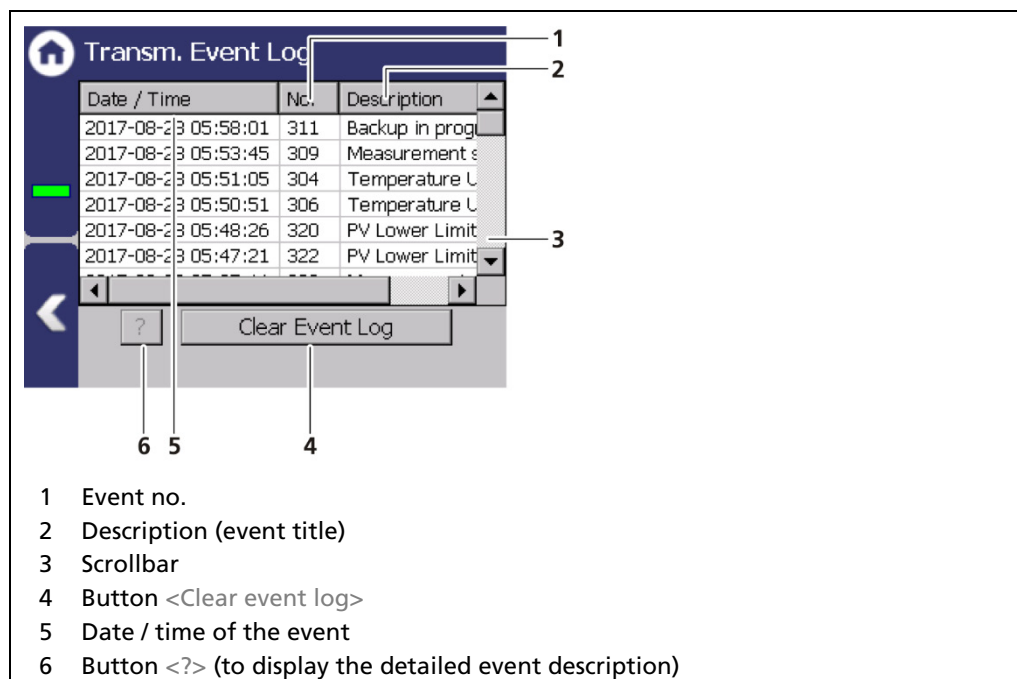 Transm. Event Log 1
2
Date / Time No. Description
2017-08-23 05:58:01 311 Backup in progr
2017-08-23 05:53:45 309 Measurement s
2017-08-23 05:51:05 304 Temperature U
2017-08-23 05:50:51 306 Temperature U
2017-08-23 05:48:26 320 PV Lower Limit
3
2017-08-23 05:47:21 322 PV Lower Limit
? Clear Event Log
6 5 4
1 Event no.
2 Description (event title)
3 Scrollbar
4 Button <Clear event log>
5 Date / time of the event
6 Button <?> (to display the detailed event description)